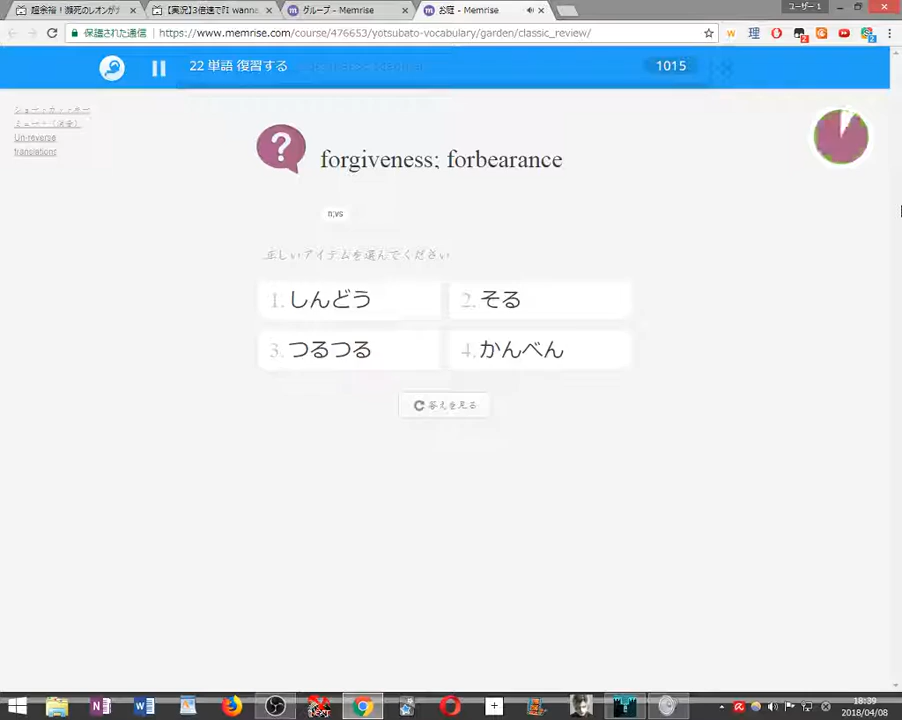 超余裕!瀕死のレオンがﾃ
【実況】3倍速でI wanna
グループ - Memrise
お庭 - Memrise
ユーザー 1
保護された通信
https://www.memrise.com/course/476653/yotsubato-vocabulary/garden/classic_review/
22 単語 復習する
1015
Un-reverse
translations
forgiveness; forbearance
n;vs
正しいアイテムを選んでください
1. しんどう
2. そる
3. つるつる
4. かんべん
答えを見る
18:39
2018/04/08